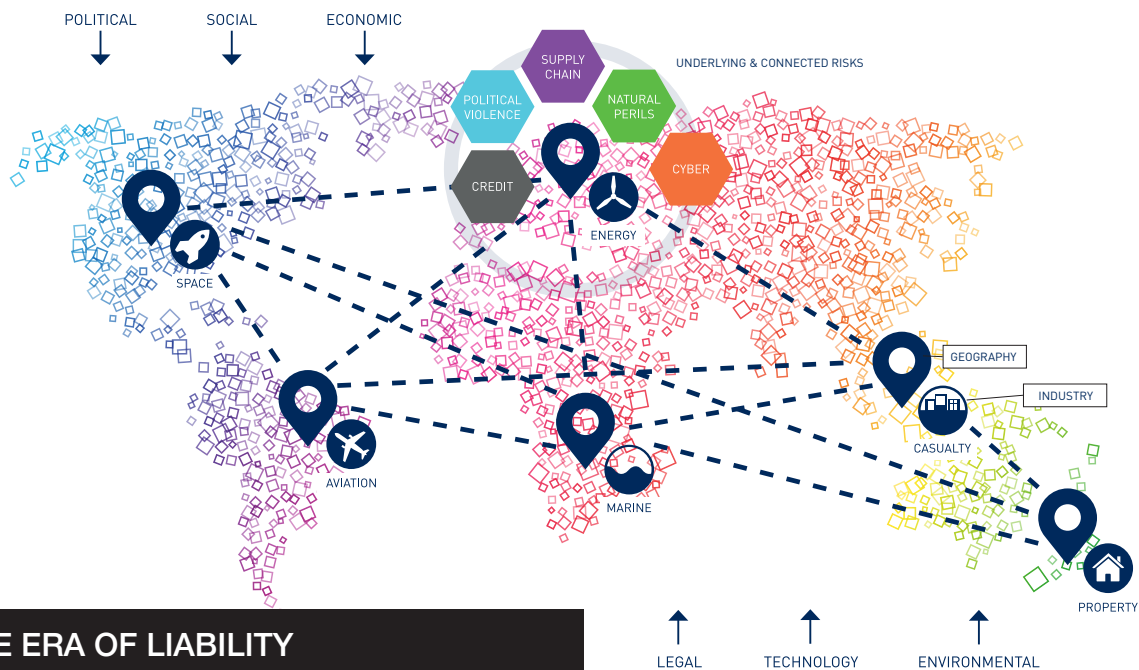 POLITICAL
SOCIAL
ECONOMIC
SUPPLY
CHAIN
UNDERLYING & CONNECTED RISKS
POLITICAL
VIOLENCE
NATURAL
PERILS
CYBER
CREDIT
ENERGY
SPACE
GEOGRAPHY
INDUSTRY
CASUALTY
AVIATION
MARINE
PROPERTY
E ERA OF LIABILITY
LEGAL
TECHNOLOGY
ENVIRONMENTAL